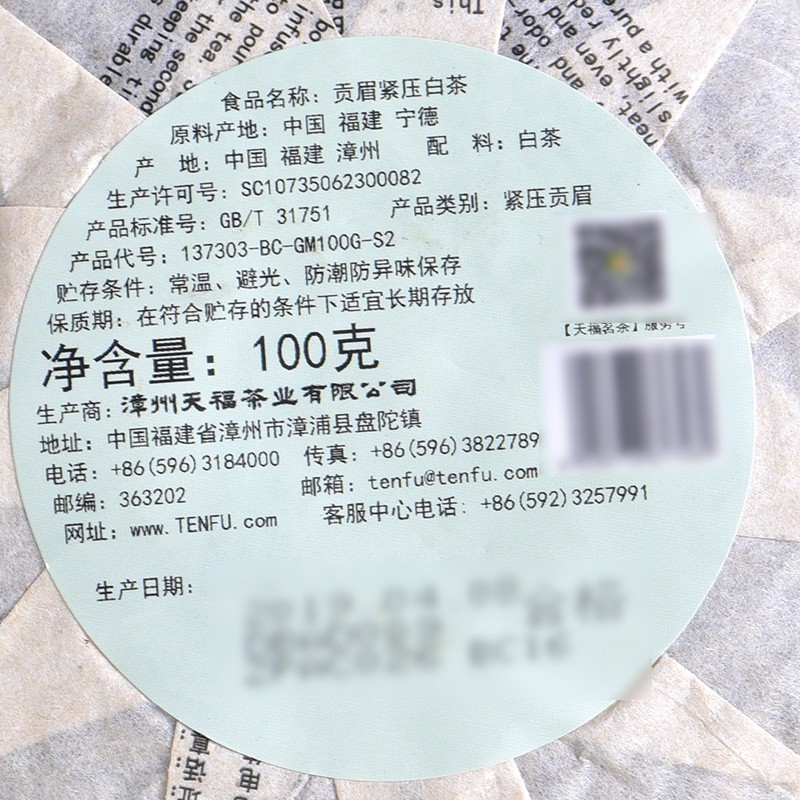 食品名称：贡眉紧压白茶
原料产地：中国 福建 宁德
产 地：中国 福建 漳州 配 料：白茶
生产许可号：SC10735062300082
产品标准号：GB/T 31751 产品类别：紧压贡眉
产品代号：137303-BC-GM100G-S2
贮存条件：常温、避光、防潮防异味保存
保质期：在符合贮存的条件下适宜长期存放
【天福茗茶】服务号
净含量：100克
生产商：漳州天福茶业有限公司
地址：中国福建省漳州市漳浦县盘陀镇
电话：+86(596)3184000 传真：+86(596)3822789
邮编：363202 邮箱：tenfu@tenfu.com
网址：www.TENFU.com 客服中心电话：+86(592)3257991
生产日期：